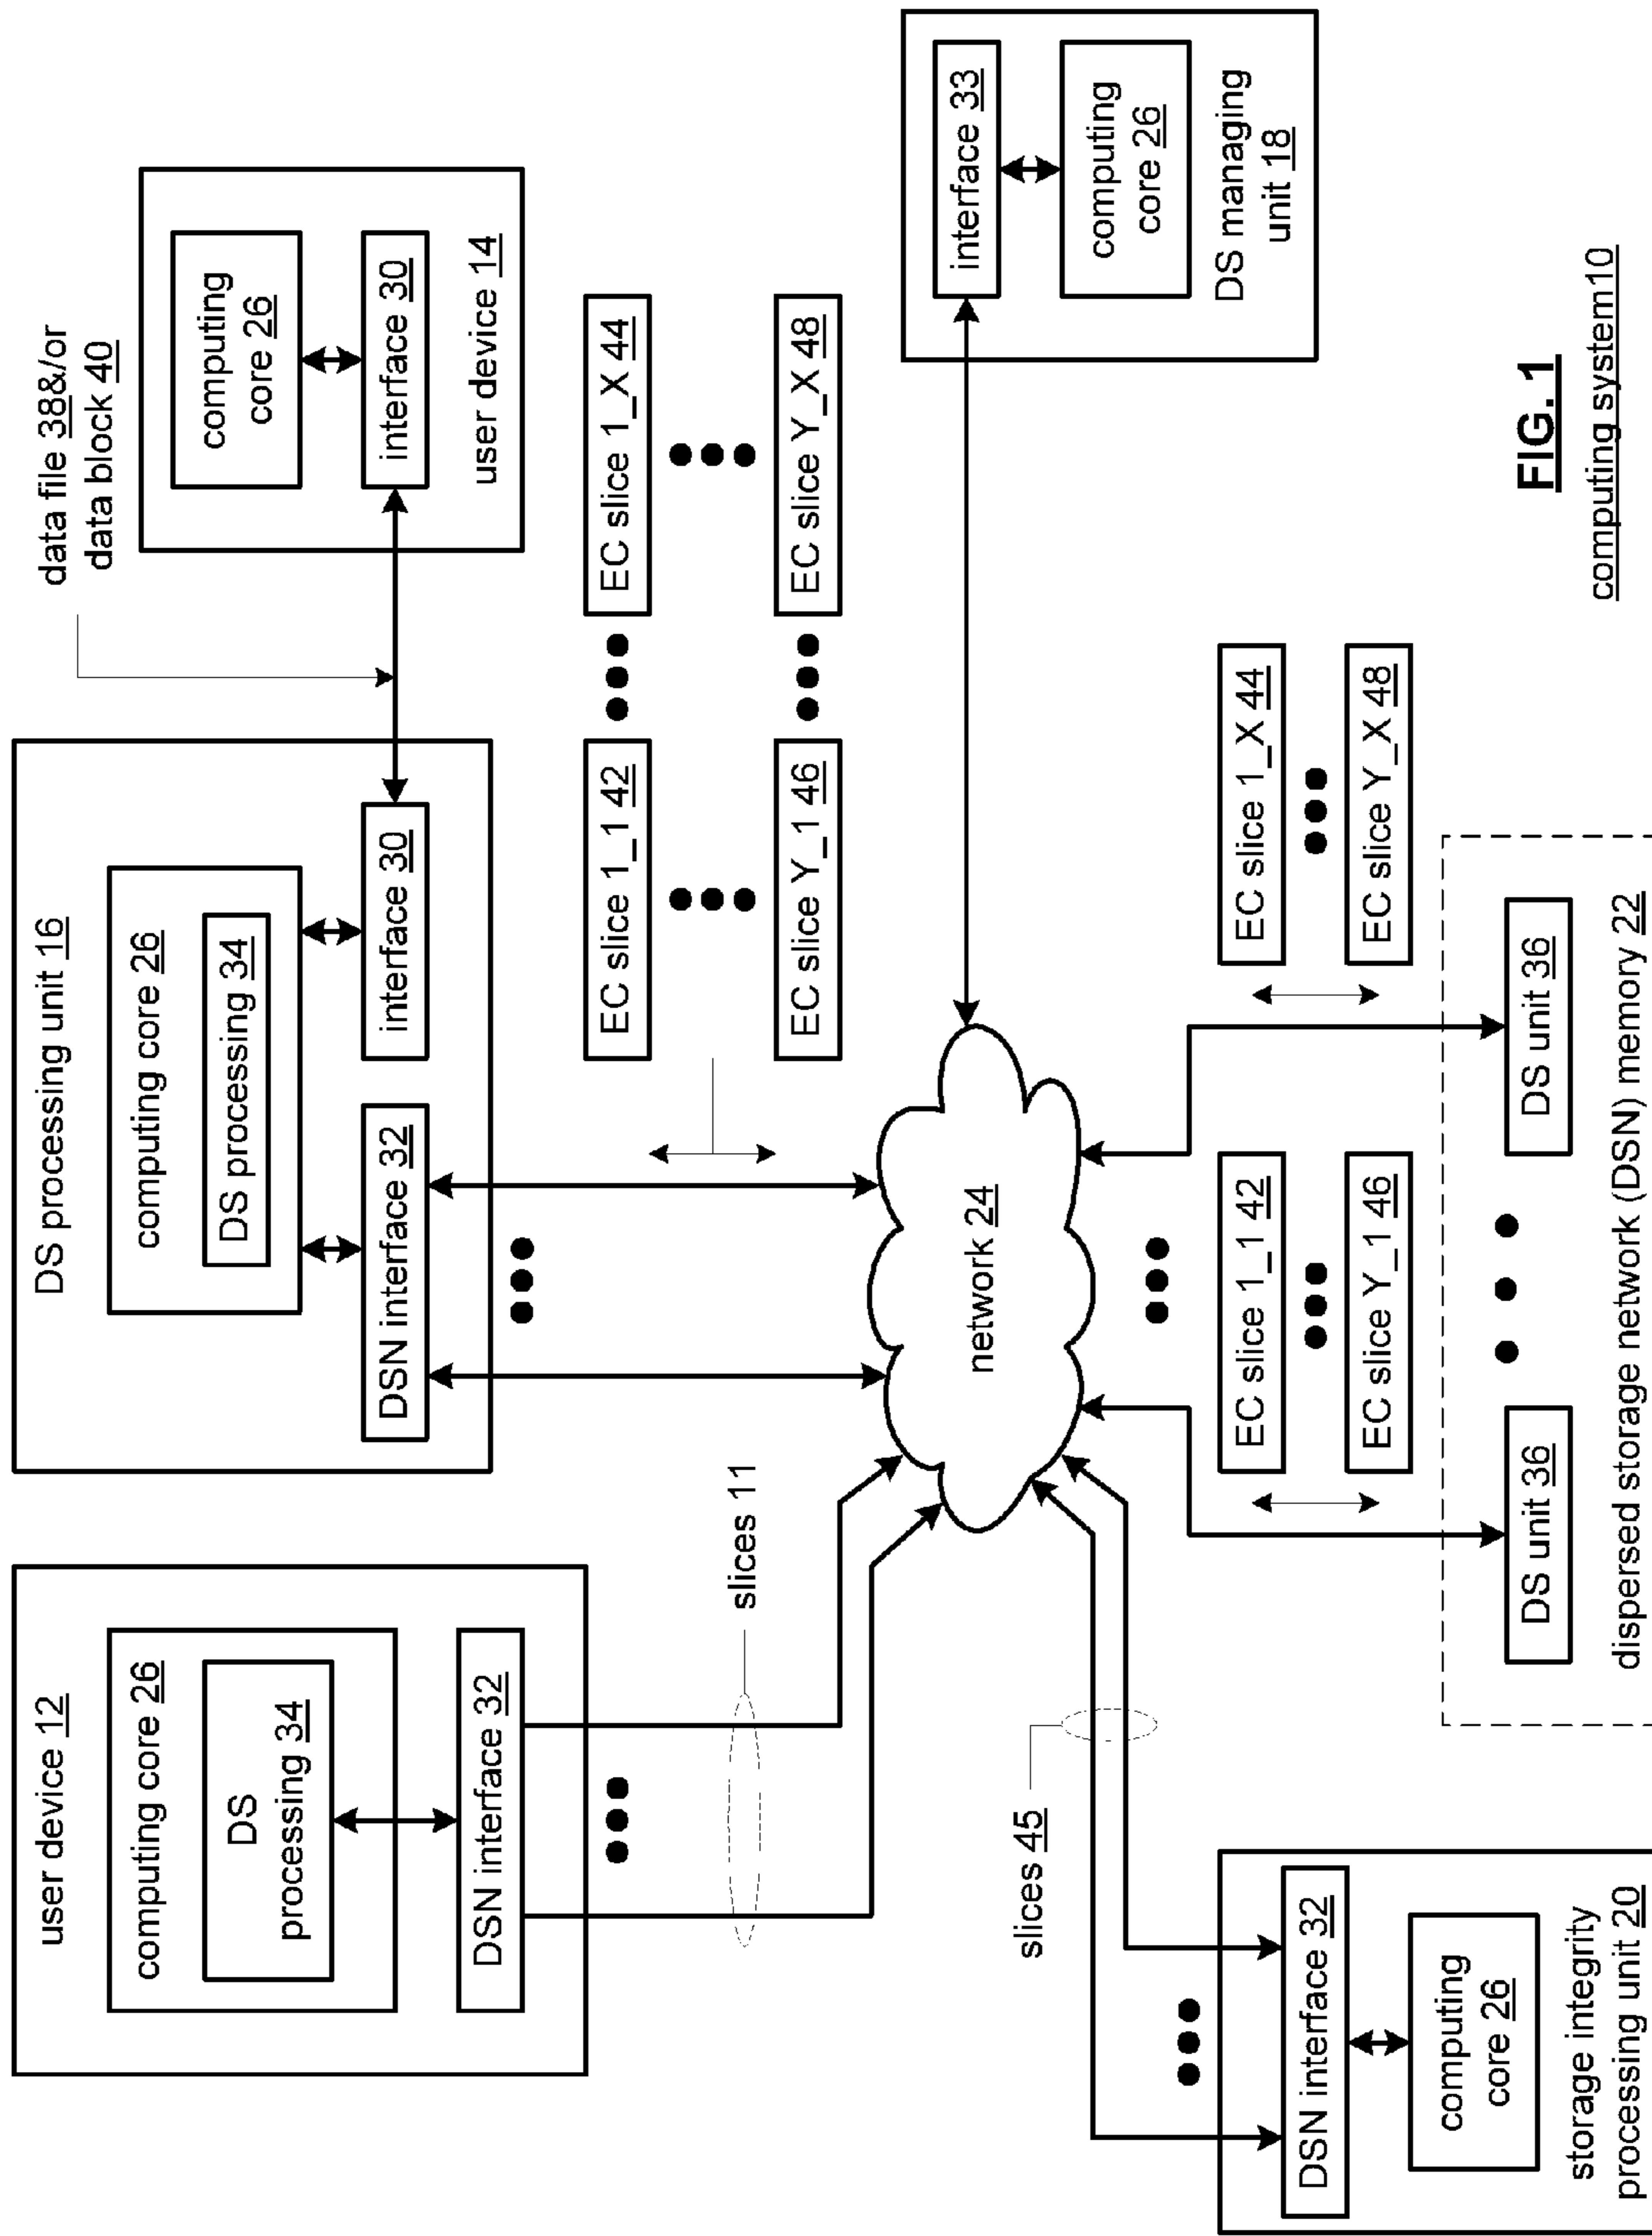 user device 12
computing core 26
DS
processing 34
DSN interface 32
slices 11
DS processing unit 16
computing core 26
DS processing 34
DSN interface 32
interface 30
data file 38&/or
data block 40
computing
core 26
interface 30
user device 14
EC slice 1_1 42
EC slice 1_X 44
EC slice Y_1 46
EC slice Y_X 48
network 24
interface 33
computing
core 26
DS managing
unit 18
slices 45
DSN interface 32
computing
core 26
storage integrity
processing unit 20
EC slice 1_1 42
EC slice Y_1 46
EC slice 1_X 44
EC slice Y_X 48
DS unit 36
DS unit 36
dispersed storage network (DSN) memory 22
FIG. 1
computing system10